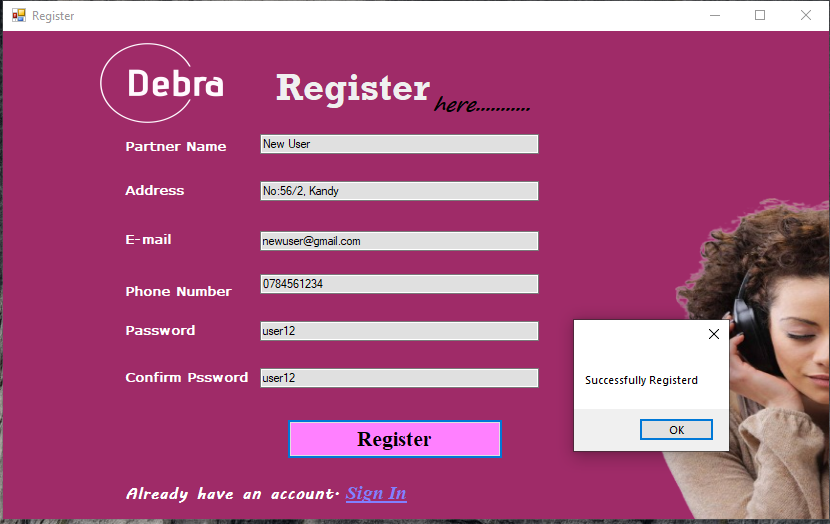 Register
Debra
Register here...........
Partner Name New User
Address No:56/2, Kandy
E-mail newuser@gmail.com
Phone Number 0784561234
Password user12
Confirm Pssword user12
Successfully Registerd
OK
Register
Already have an account. Sign In